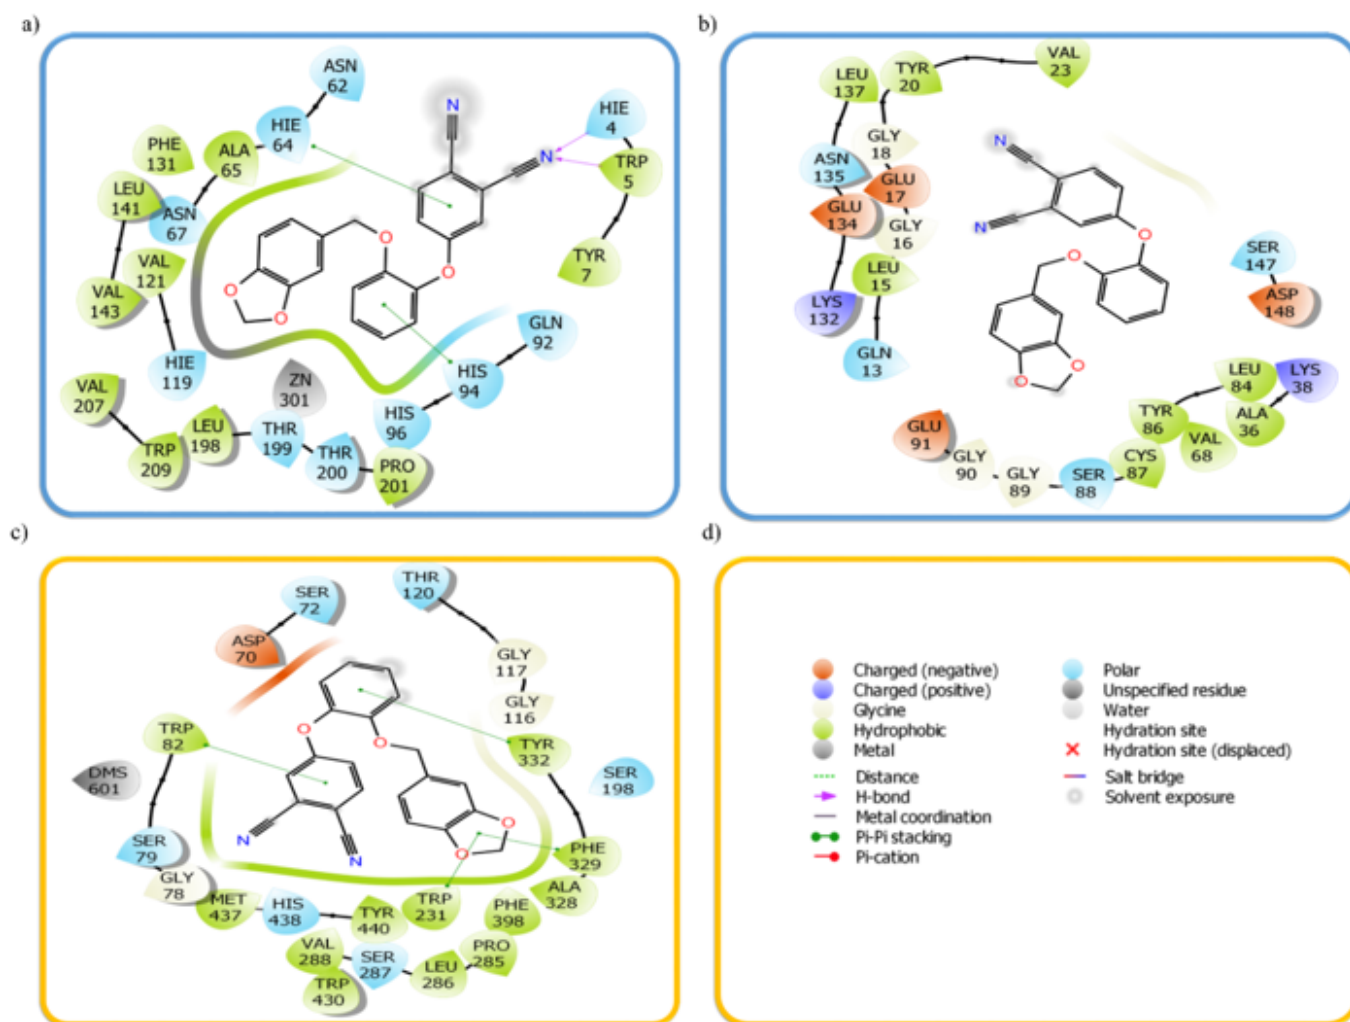 a)
ASN
62
HIE
64
PHE
131
ALA
65
LEU
141
ASN
67
VAL
121
VAL
143
HIE
119
VAL
207
TRP
209
LEU
198
ZN
301
THR
199
THR
200
PRO
201
HIS
96
HIS
94
GLN
92
HIE
4
TRP
5
TYR
7
N
N
O
O
O
O
b)
VAL
23
TYR
20
LEU
137
GLY
18
ASN
135
GLU
17
GLU
134
GLY
16
LEU
15
LYS
132
GLN
13
SER
147
ASP
148
LEU
84
LYS
38
TYR
86
ALA
36
VAL
68
CYS
87
SER
88
GLY
89
GLY
90
GLU
91
N
N
O
O
O
O
c)
THR
120
SER
72
ASP
70
GLY
117
GLY
116
TRP
82
TYR
332
DMS
601
SER
198
SER
79
GLY
78
PHE
329
ALA
328
MET
437
HIS
438
TYR
440
TRP
231
PHE
398
VAL
288
SER
287
LEU
286
PRO
285
TRP
430
O
O
N
N
O
O
d)
Charged (negative)
Charged (positive)
Glycine
Hydrophobic
Metal
Distance
H-bond
Metal coordination
Pi-Pi stacking
Pi-cation
Polar
Unspecified residue
Water
Hydration site
Hydration site (displaced)
Salt bridge
Solvent exposure